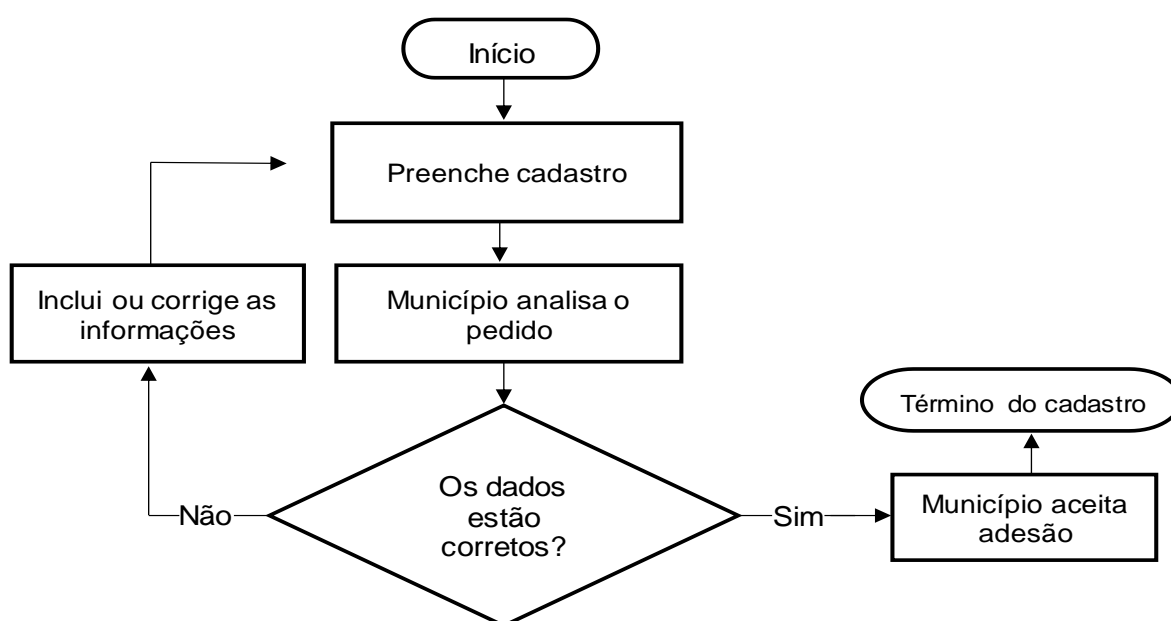 Início
Preenche cadastro
Inclui ou corrige as
informações
Município analisa o
pedido
Término do cadastro
Os dados
estão
corretos?
Não
Sim
Município aceita
adesão